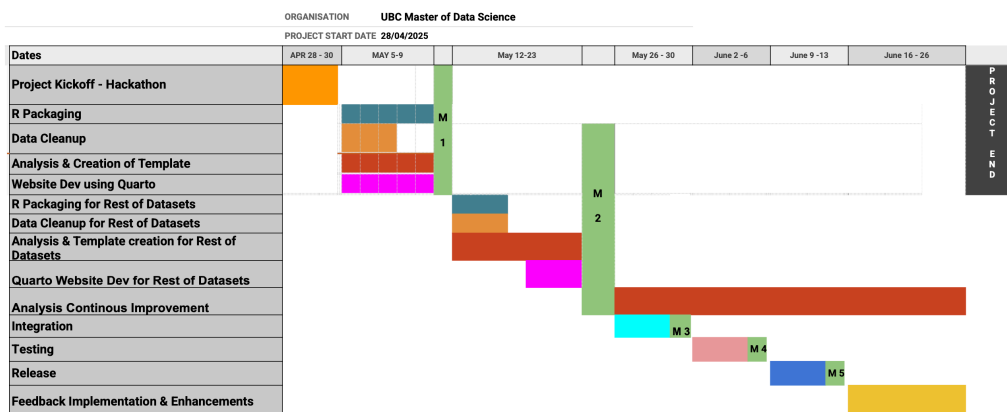 ORGANISATION UBC Master of Data Science
PROJECT START DATE 28/04/2025
Dates APR 28 - 30 MAY 5-9 May 12-23 May 26 - 30 June 2 -6 June 9 -13 June 16 - 26
Project Kickoff - Hackathon
R Packaging
Data Cleanup
Analysis & Creation of Template
Website Dev using Quarto
R Packaging for Rest of Datasets
Data Cleanup for Rest of Datasets
Analysis & Template creation for Rest of
Datasets
Quarto Website Dev for Rest of Datasets
Analysis Continous Improvement
Integration
Testing
Release
Feedback Implementation & Enhancements
M
1
M
2
M 3
M 4
M 5
P
R
O
J
E
C
T
E
N
D